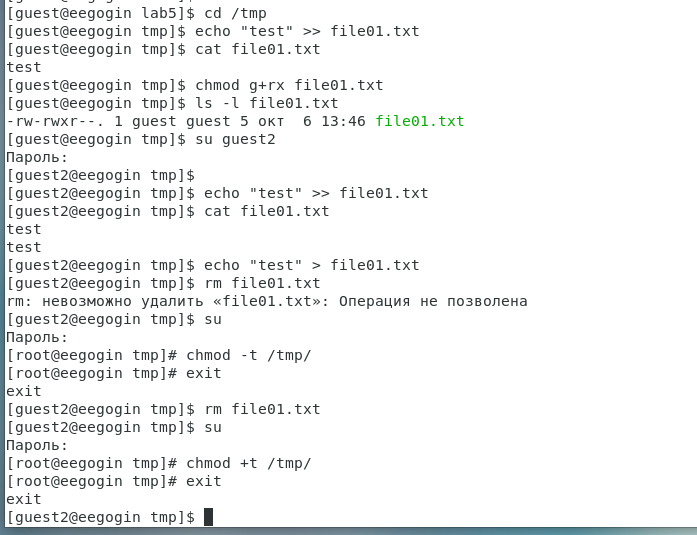 [guest@eegogin lab5]$ cd /tmp
[guest@eegogin tmp]$ echo "test" >> file01.txt
[guest@eegogin tmp]$ cat file01.txt
test
[guest@eegogin tmp]$ chmod g+rx file01.txt
[guest@eegogin tmp]$ ls -l file01.txt
-rw-rwxr--. 1 guest guest 5 окт  6 13:46 file01.txt
[guest@eegogin tmp]$ su guest2
Пароль:
[guest2@eegogin tmp]$
[guest2@eegogin tmp]$ echo "test" >> file01.txt
[guest2@eegogin tmp]$ cat file01.txt
test
test
[guest2@eegogin tmp]$ echo "test" > file01.txt
[guest2@eegogin tmp]$ rm file01.txt
rm: невозможно удалить «file01.txt»: Операция не позволена
[guest2@eegogin tmp]$ su
Пароль:
[root@eegogin tmp]# chmod -t /tmp/
[root@eegogin tmp]# exit
exit
[guest2@eegogin tmp]$ rm file01.txt
[guest2@eegogin tmp]$ su
Пароль:
[root@eegogin tmp]# chmod +t /tmp/
[root@eegogin tmp]# exit
exit
[guest2@eegogin tmp]$